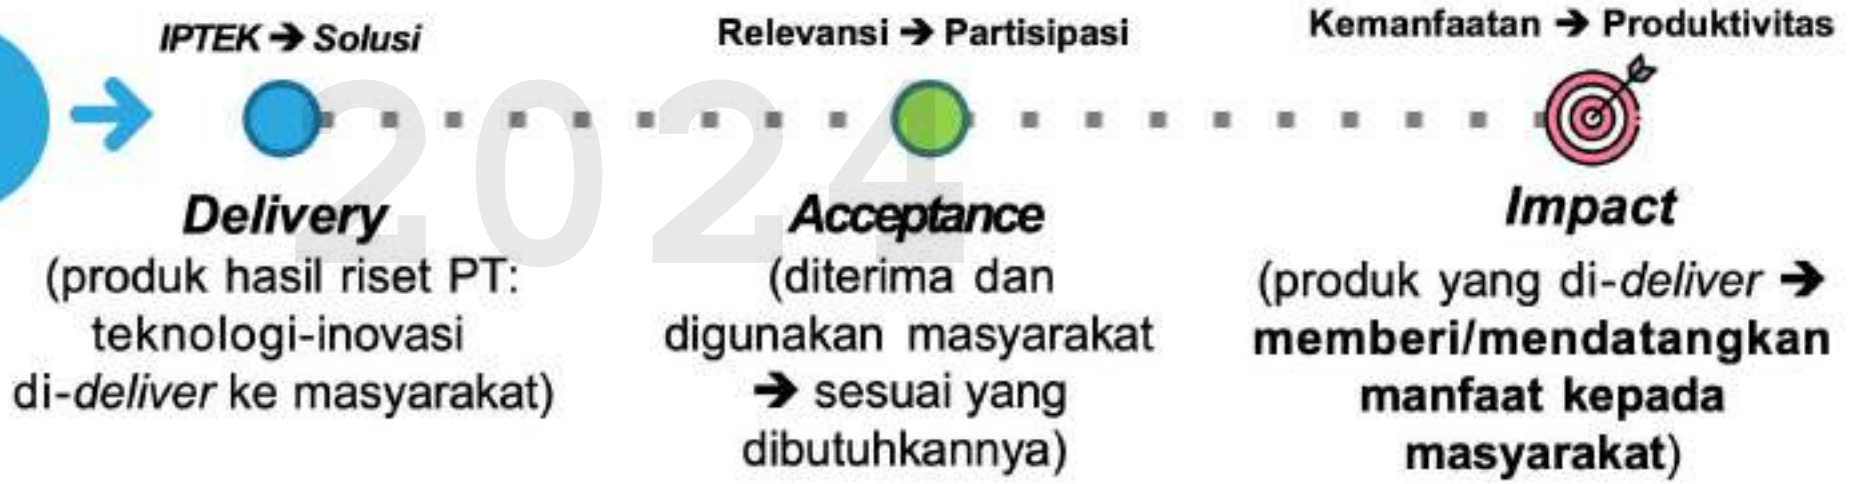 IPTEK ➔ Solusi
Delivery
(produk hasil riset PT:
teknologi-inovasi
di-deliver ke masyarakat)
Relevansi ➔ Partisipasi
Acceptance
(diterima dan
digunakan masyarakat
➔ sesuai yang
dibutuhkannya)
Kemanfaatan ➔ Produktivitas
Impact
(produk yang di-deliver ➔
memberi/mendatangkan
manfaat kepada
masyarakat)
2024